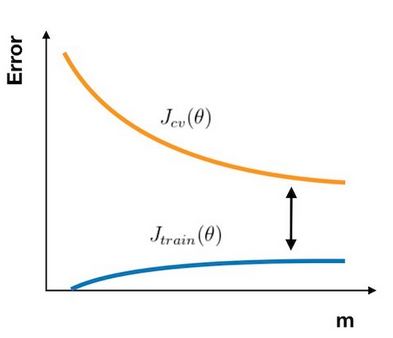 Error
J_{cv}(θ)
J_{train}(θ)
m